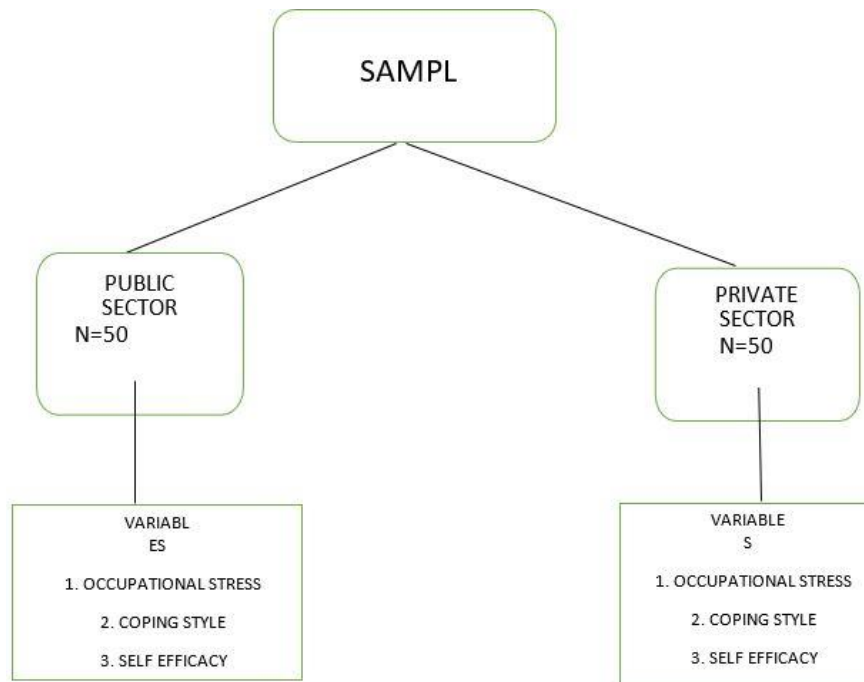 SAMPL
PUBLIC
SECTOR
N=50
PRIVATE
SECTOR
N=50
VARIABL
ES
1. OCCUPATIONAL STRESS
2. COPING STYLE
3. SELF EFFICACY
VARIABLE
S
1. OCCUPATIONAL STRESS
2. COPING STYLE
3. SELF EFFICACY